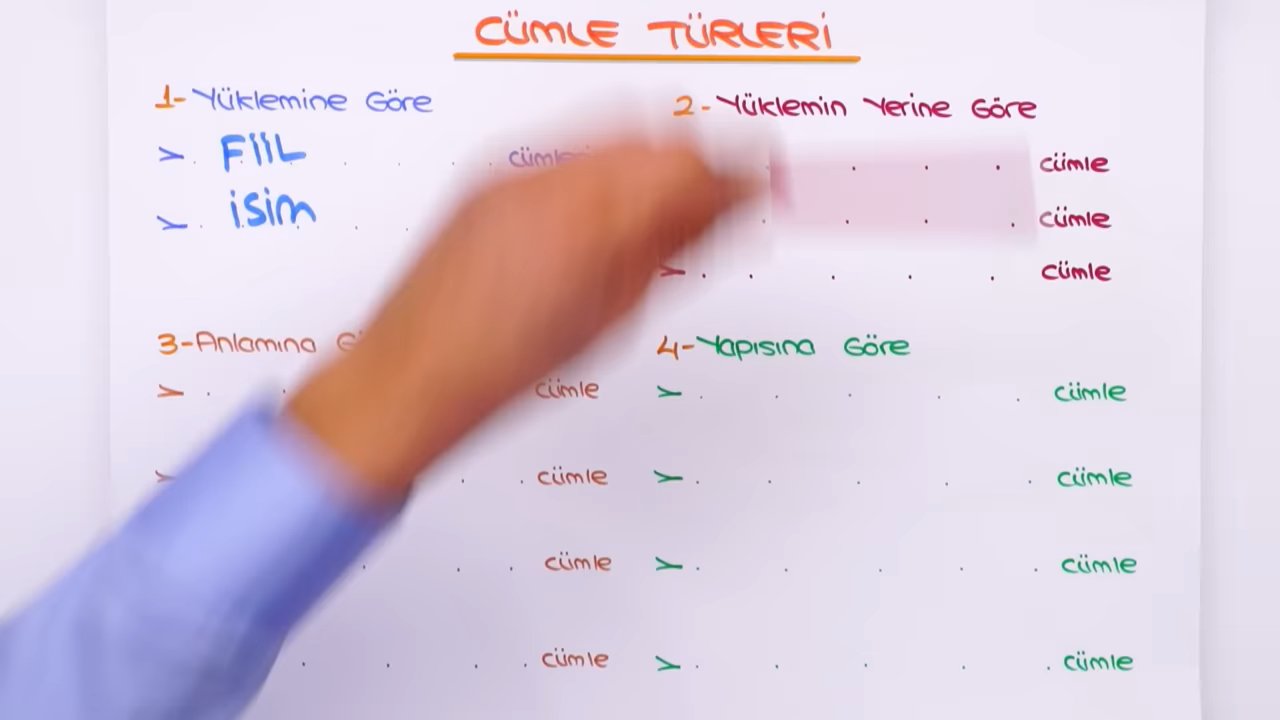 CÜMLE TÜRLERİ
1- Yüklemine Göre
> FİİL cümlesi
> İSİM
2- Yüklemin Yerine Göre
cümle
cümle
> cümle
3- Anlamına
> cümle
> cümle
cümle
cümle
4- Yapısına Göre
> cümle
> cümle
> cümle
> cümle